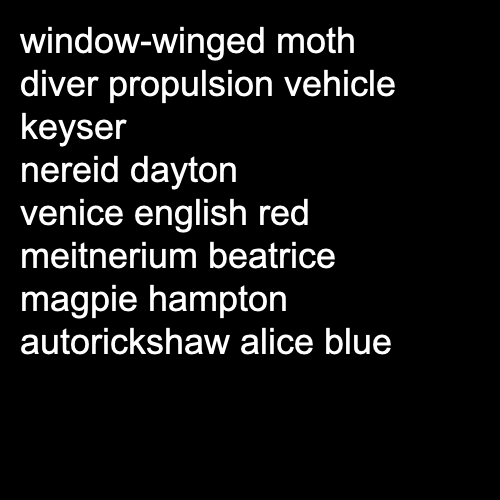 window-winged moth
diver propulsion vehicle
keyser
nereid dayton
venice english red
meitnerium beatrice
magpie hampton
autorickshaw alice blue